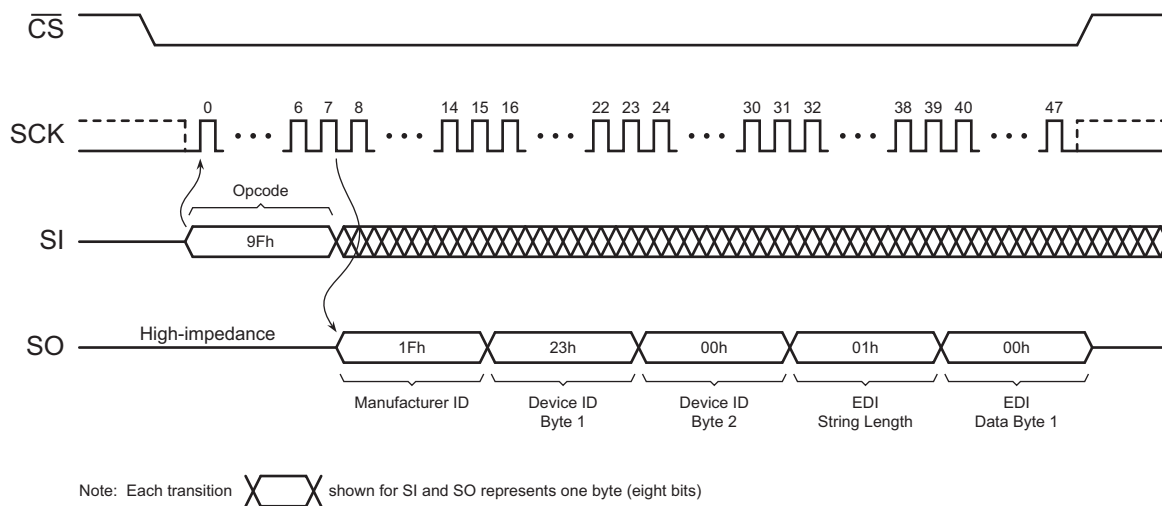 CS
0 6 7 8 14 15 16 22 23 24 30 31 32 38 39 40 47
SCK
Opcode
SI
9Fh
High-impedance
SO
1Fh 23h 00h 01h 00h
Manufacturer ID Device ID Device ID EDI EDI
Byte 1 Byte 2 String Length Data Byte 1
Note: Each transition shown for SI and SO represents one byte (eight bits)